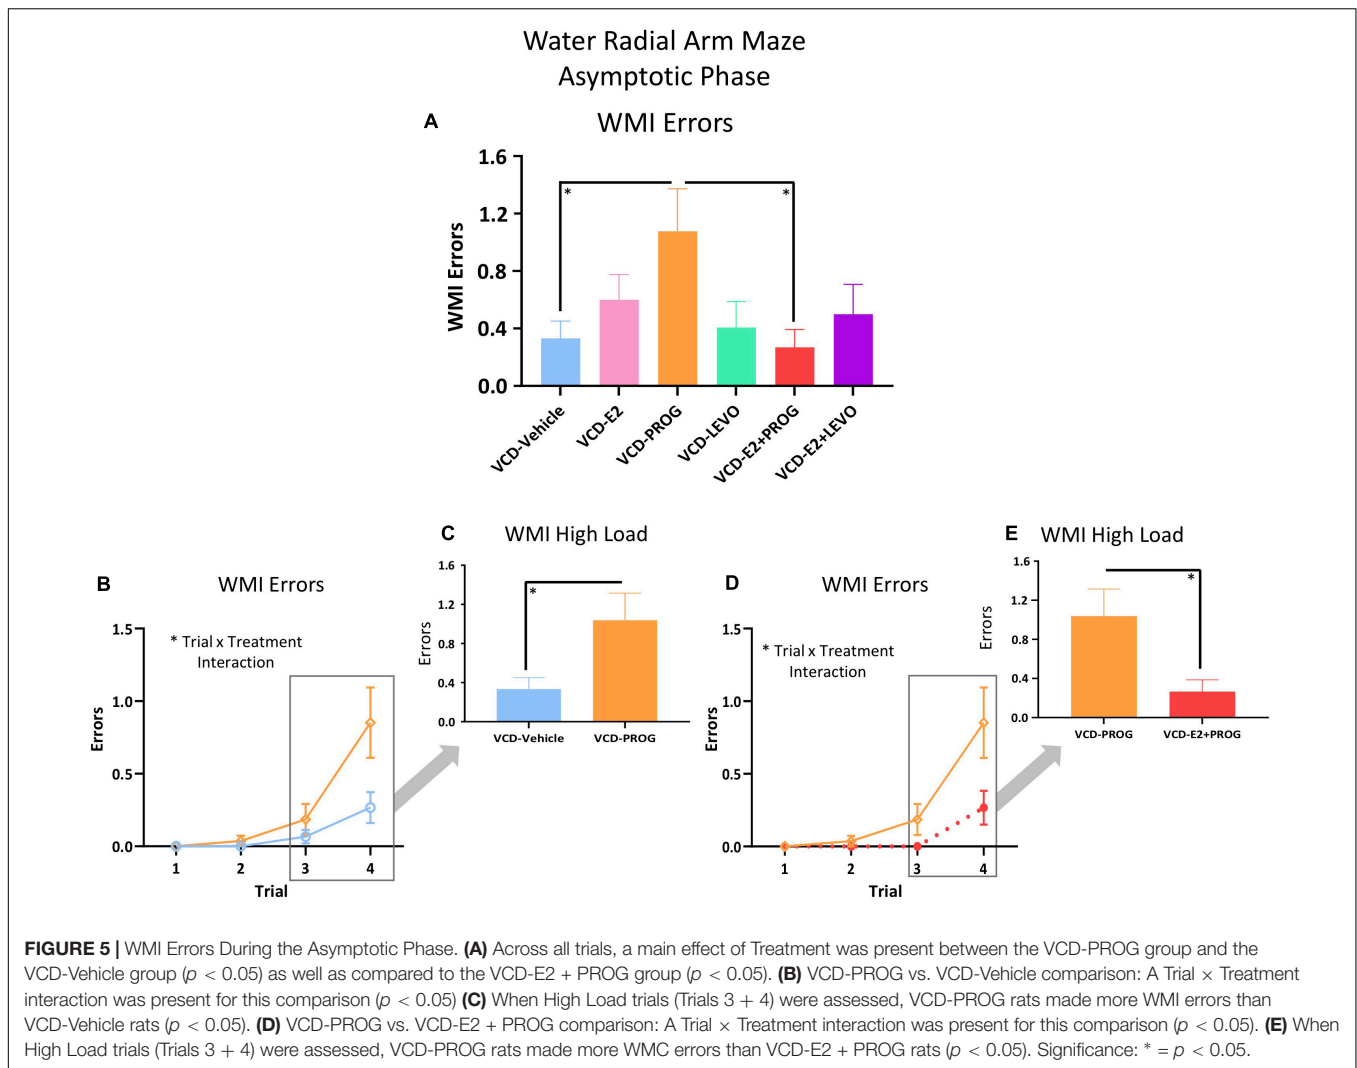 Water Radial Arm Maze
Asymptotic Phase
A
WMI Errors
WMI Errors
1.6
1.2
0.8
0.4
0.0
*
*
VCD-Vehicle
VCD-E2
VCD-PROG
VCD-LEVO
VCD-E2+PROG
VCD-E2+LEVO
B
WMI Errors
* Trial x Treatment
Interaction
Errors
1.5
1.0
0.5
0.0
1
2
3
4
Trial
C
WMI High Load
Errors
1.6
1.2
0.8
0.4
0.0
*
VCD-Vehicle
VCD-PROG
D
WMI Errors
* Trial x Treatment
Interaction
Errors
1.5
1.0
0.5
0.0
1
2
3
4
Trial
E
WMI High Load
Errors
1.6
1.2
0.8
0.4
0.0
*
VCD-PROG
VCD-E2+PROG
FIGURE 5 | WMI Errors During the Asymptotic Phase. (A) Across all trials, a main effect of Treatment was present between the VCD-PROG group and the
VCD-Vehicle group (p < 0.05) as well as compared to the VCD-E2 + PROG group (p < 0.05). (B) VCD-PROG vs. VCD-Vehicle comparison: A Trial × Treatment
interaction was present for this comparison (p < 0.05) (C) When High Load trials (Trials 3 + 4) were assessed, VCD-PROG rats made more WMI errors than
VCD-Vehicle rats (p < 0.05). (D) VCD-PROG vs. VCD-E2 + PROG comparison: A Trial × Treatment interaction was present for this comparison (p < 0.05). (E) When
High Load trials (Trials 3 + 4) were assessed, VCD-PROG rats made more WMC errors than VCD-E2 + PROG rats (p < 0.05). Significance: * = p < 0.05.